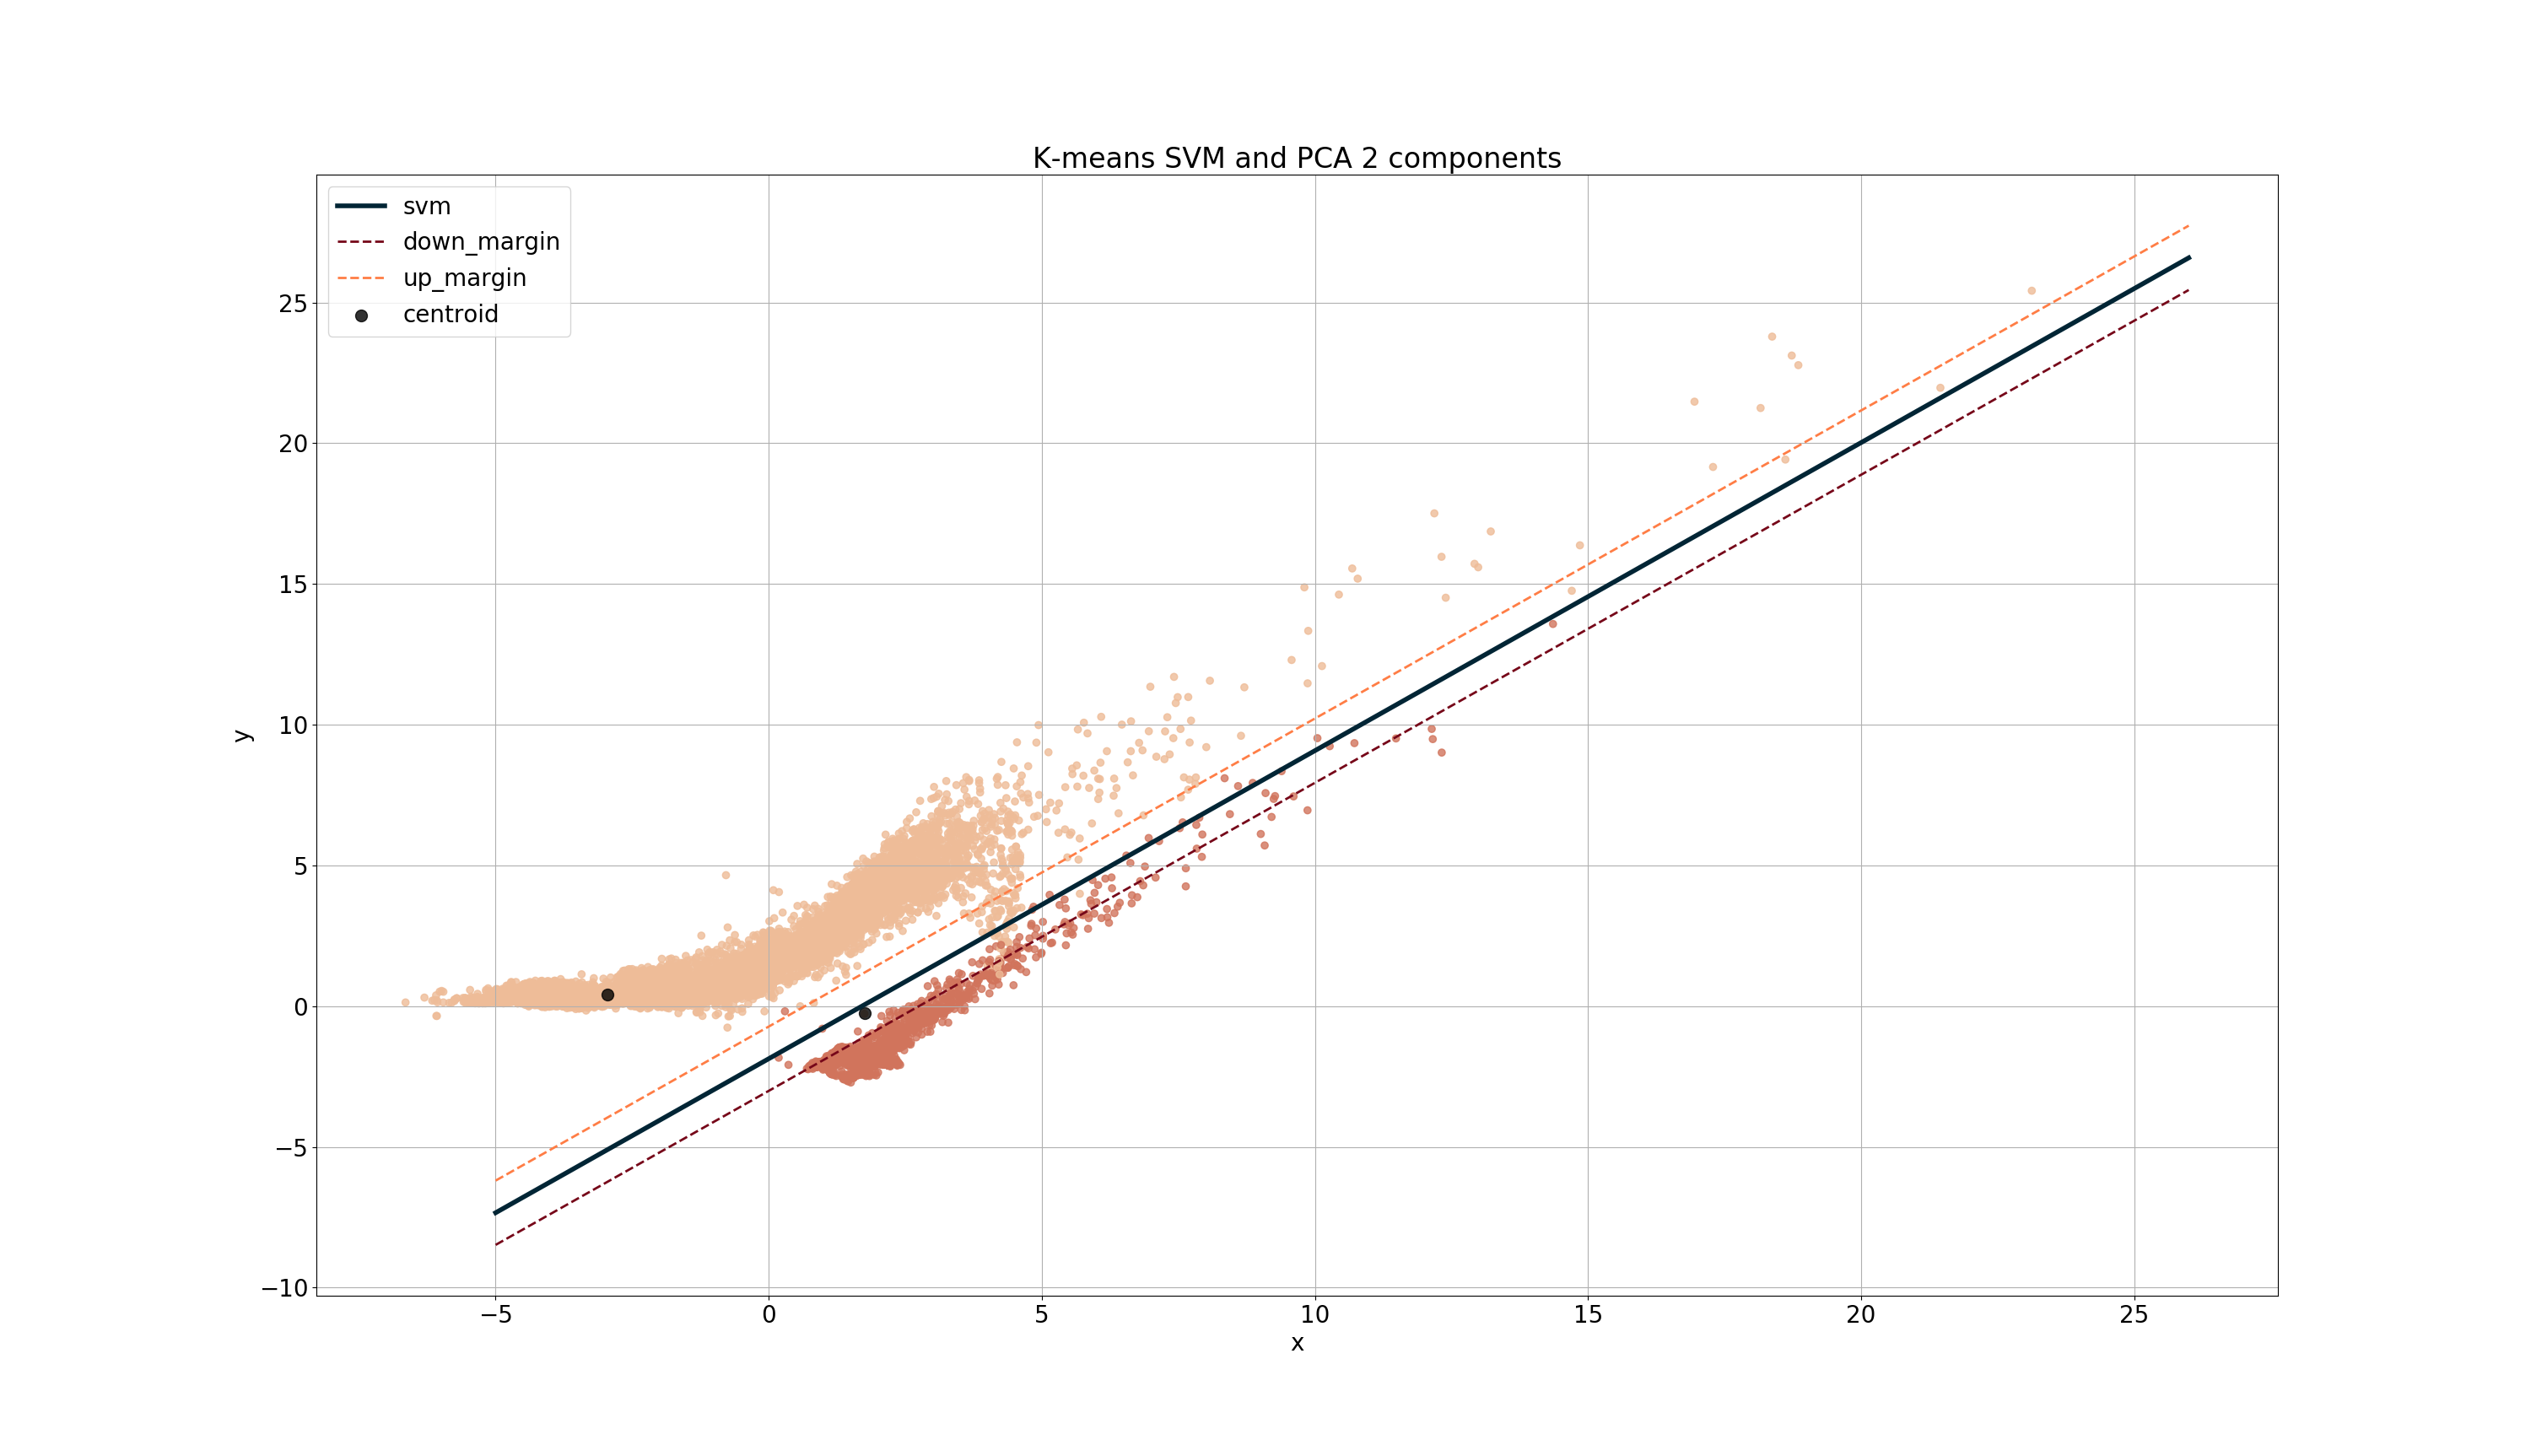 K-means SVM and PCA 2 components
svm
down_margin
up_margin
centroid
25
20
15
10
5
0
−5
−10
y
−5 0 5 10 15 20 25
x